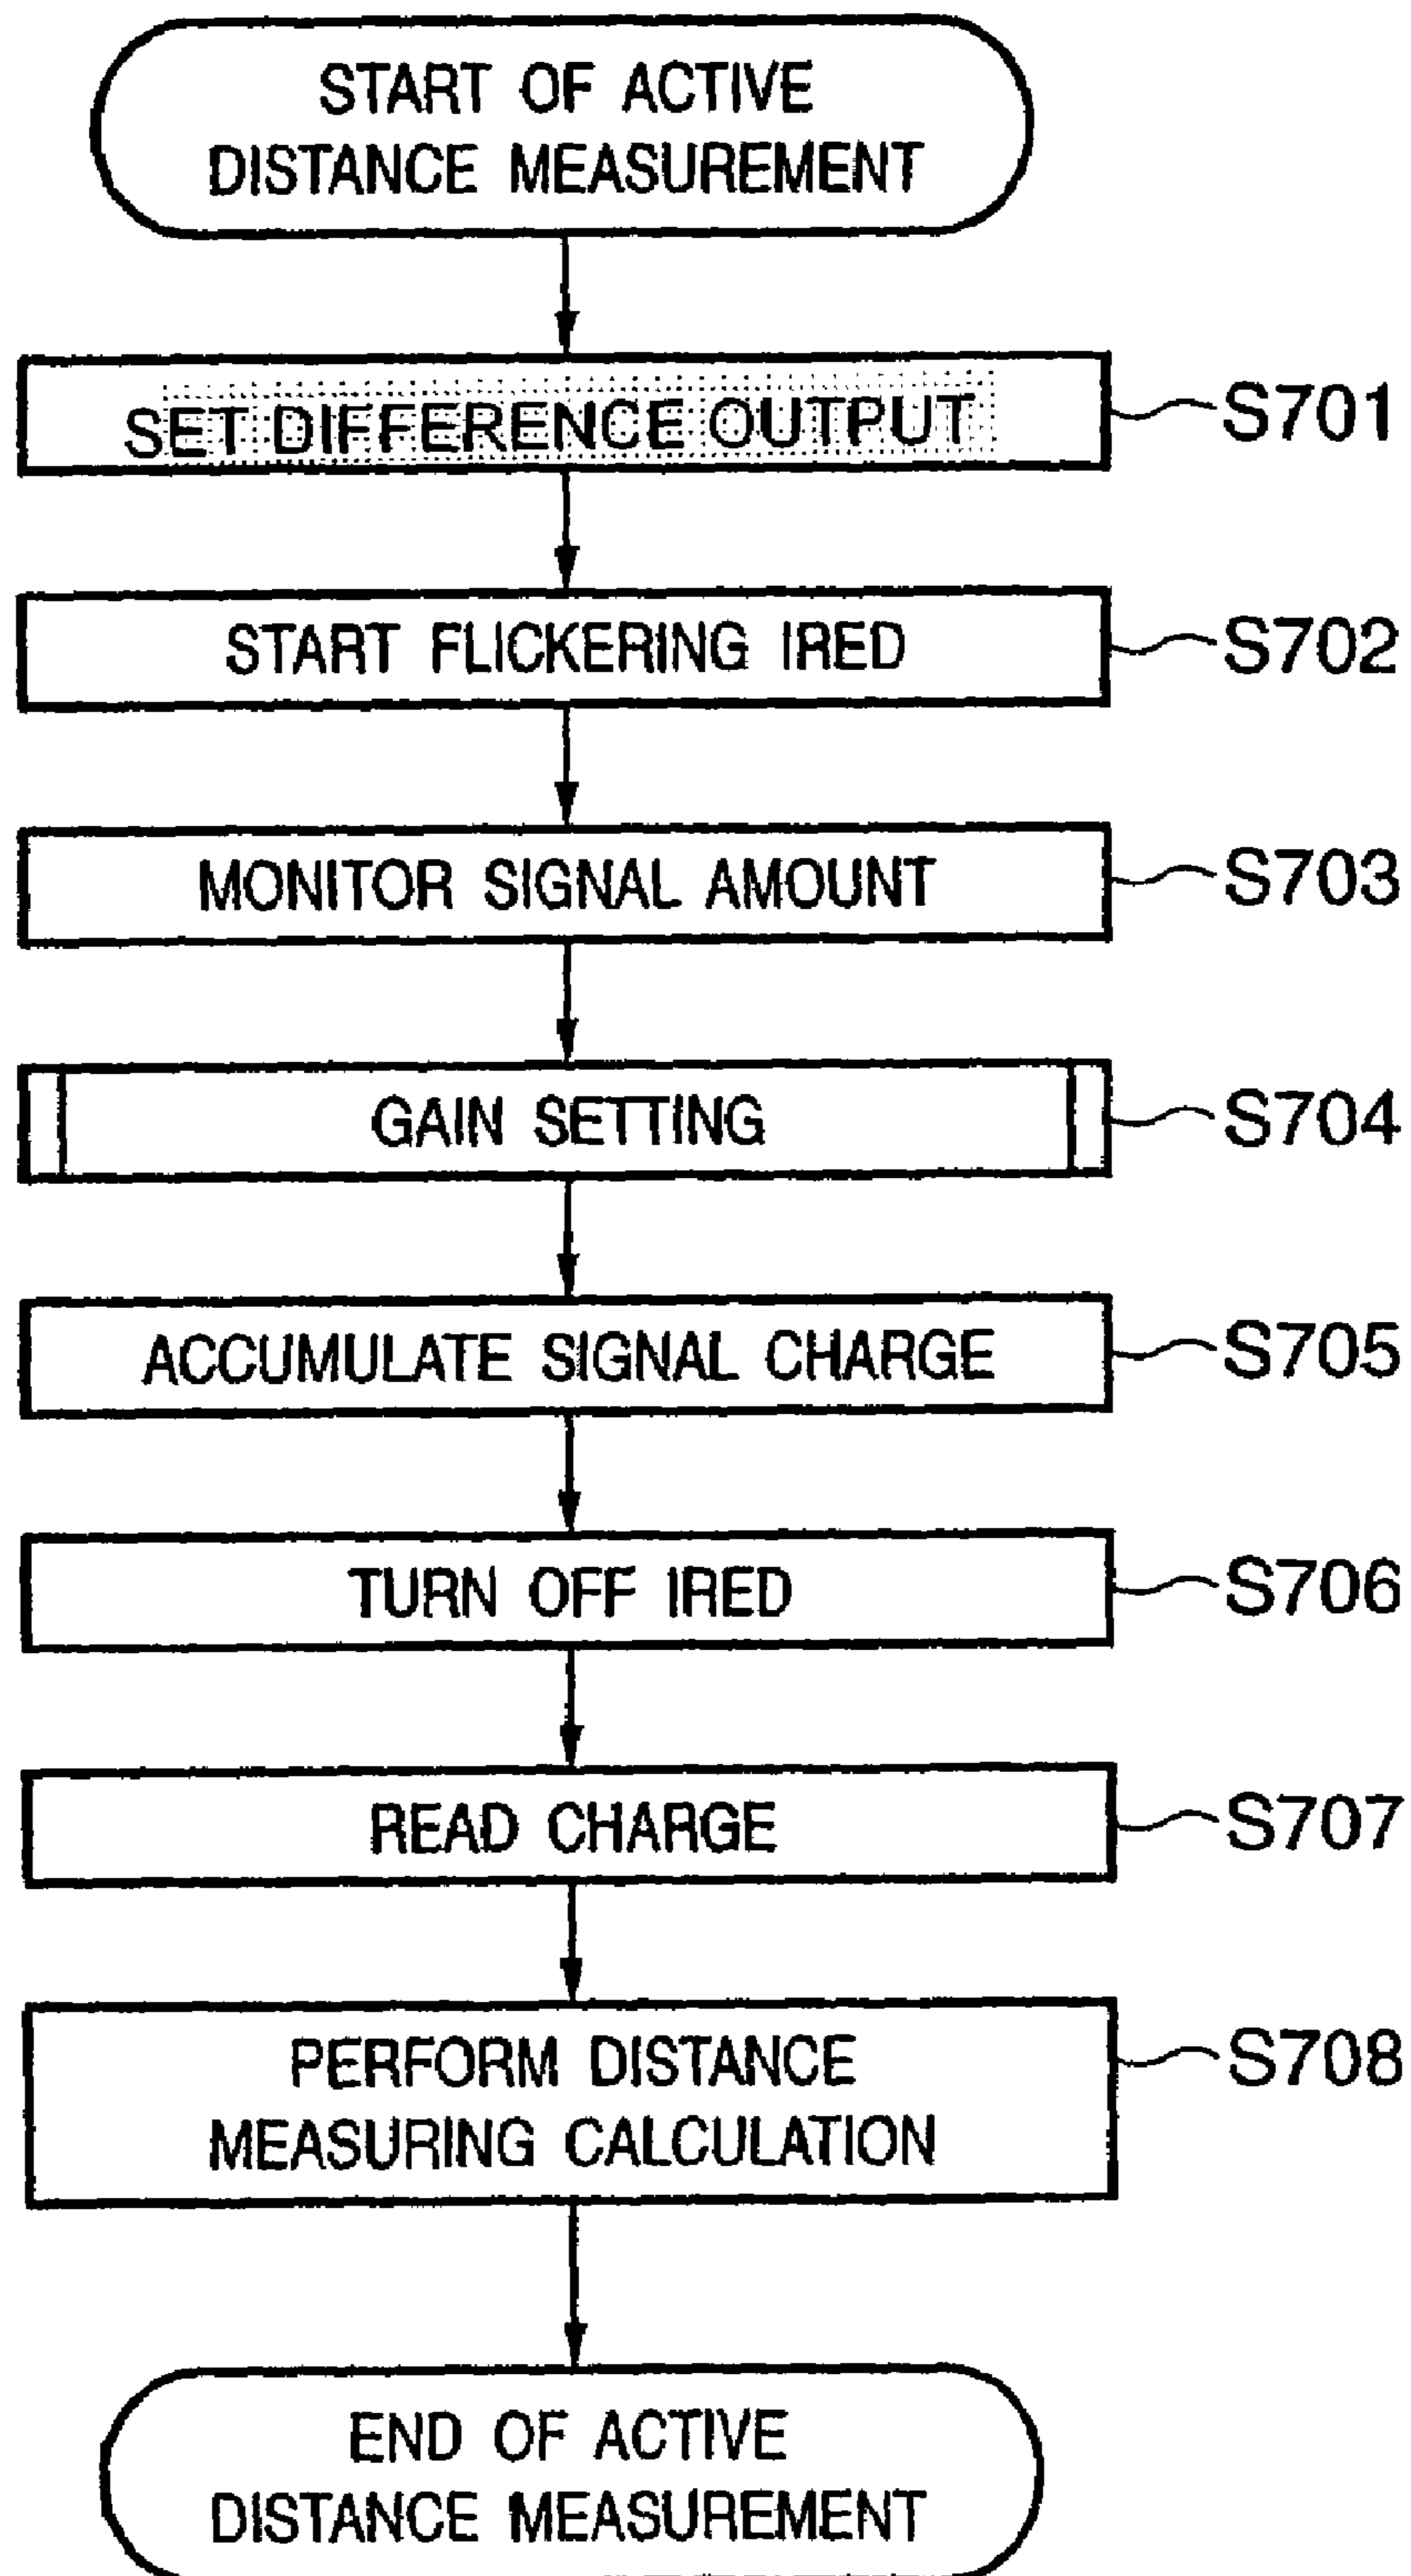 START OF ACTIVE
DISTANCE MEASUREMENT
SET DIFFERENCE OUTPUT
S701
START FLICKERING IRED
S702
MONITOR SIGNAL AMOUNT
S703
GAIN SETTING
S704
ACCUMULATE SIGNAL CHARGE
S705
TURN OFF IRED
S706
READ CHARGE
S707
PERFORM DISTANCE
MEASURING CALCULATION
S708
END OF ACTIVE
DISTANCE MEASUREMENT